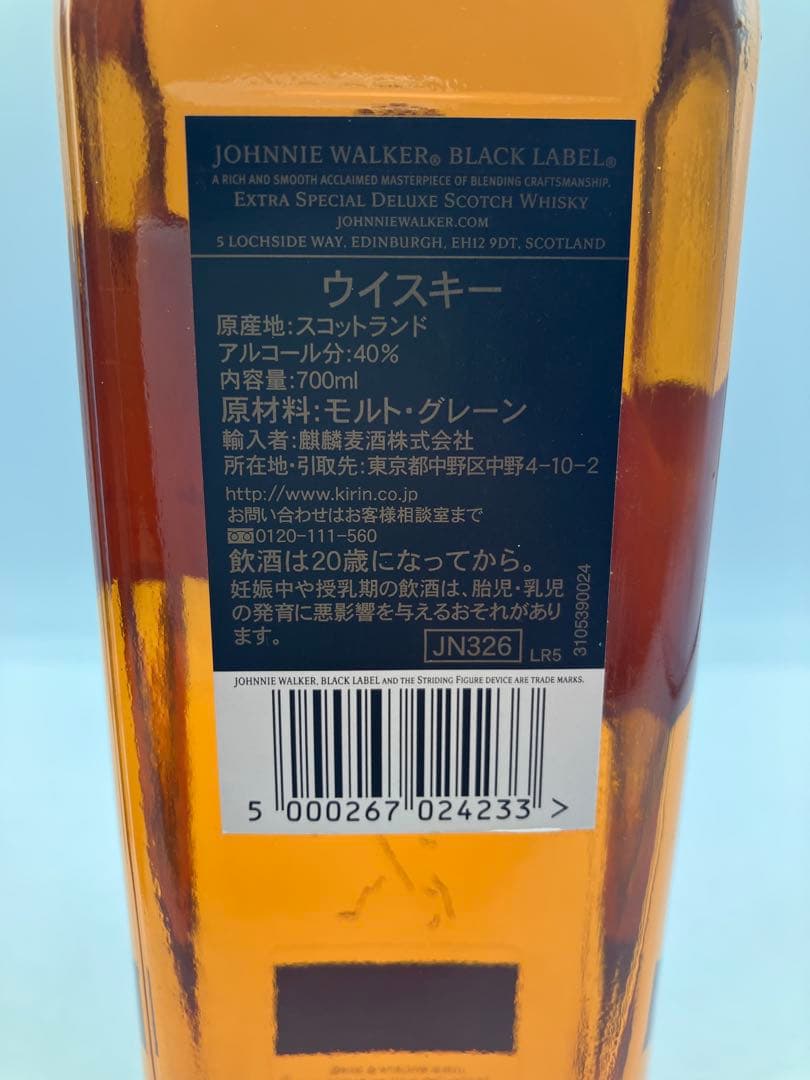 JOHNNIE WALKER® BLACK LABEL®
A RICH AND SMOOTH ACCLAIMED MASTERPIECE OF BLENDING CRAFTSMANSHIP.
EXTRA SPECIAL DELUXE SCOTCH WHISKY
JOHNNIEWALKER.COM
5 LOCHSIDE WAY, EDINBURGH, EH12 9DT, SCOTLAND
ウイスキー
原産地:スコットランド
アルコール分:40%
内容量:700ml
原材料:モルト・グレーン
輸入者:麒麟麦酒株式会社
所在地・引取先:東京都中野区中野4-10-2
http://www.kirin.co.jp
お問い合わせはお客様相談室まで
0120-111-560
飲酒は20歳になってから。
妊娠中や授乳期の飲酒は、胎児・乳児
の発育に悪影響を与えるおそれがあり
ます。
JN326 LR5
3105390024
JOHNNIE WALKER, BLACK LABEL AND THE STRIDING FIGURE DEVICE ARE TRADE MARKS.
5 000267 024233 >